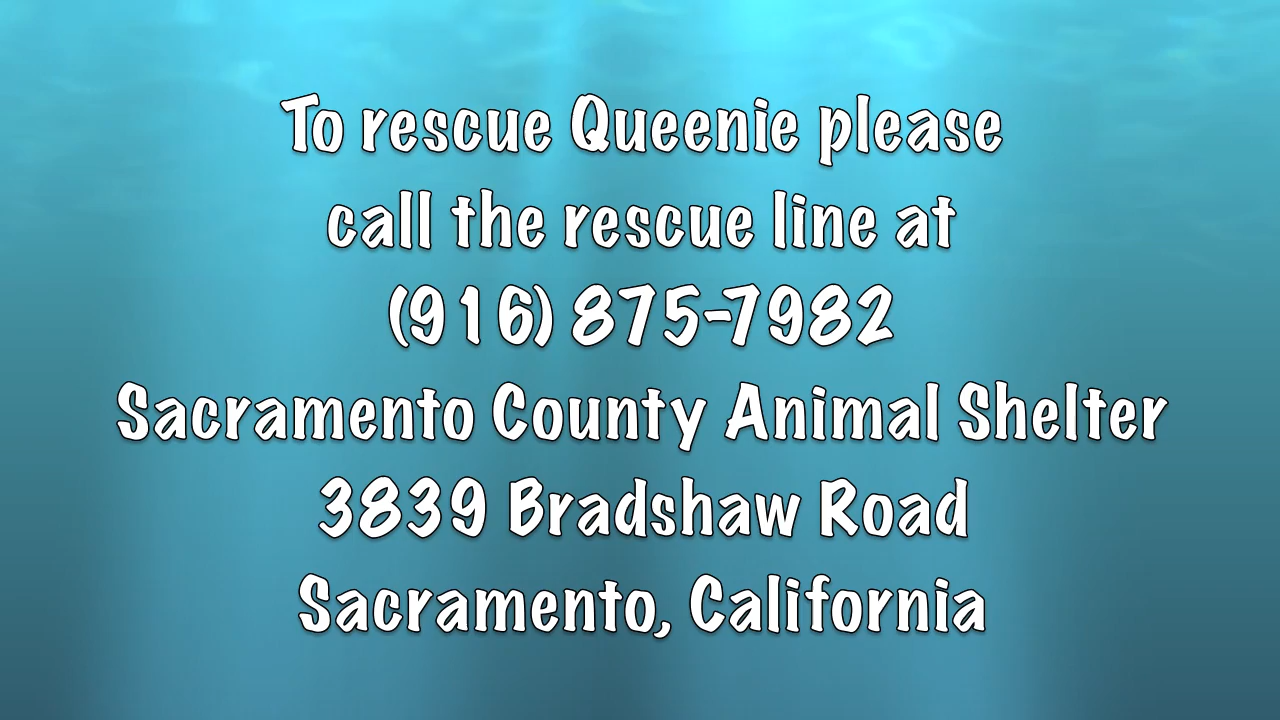 To rescue Queenie please
call the rescue line at
(916) 875-7982
Sacramento County Animal Shelter
3839 Bradshaw Road
Sacramento, California